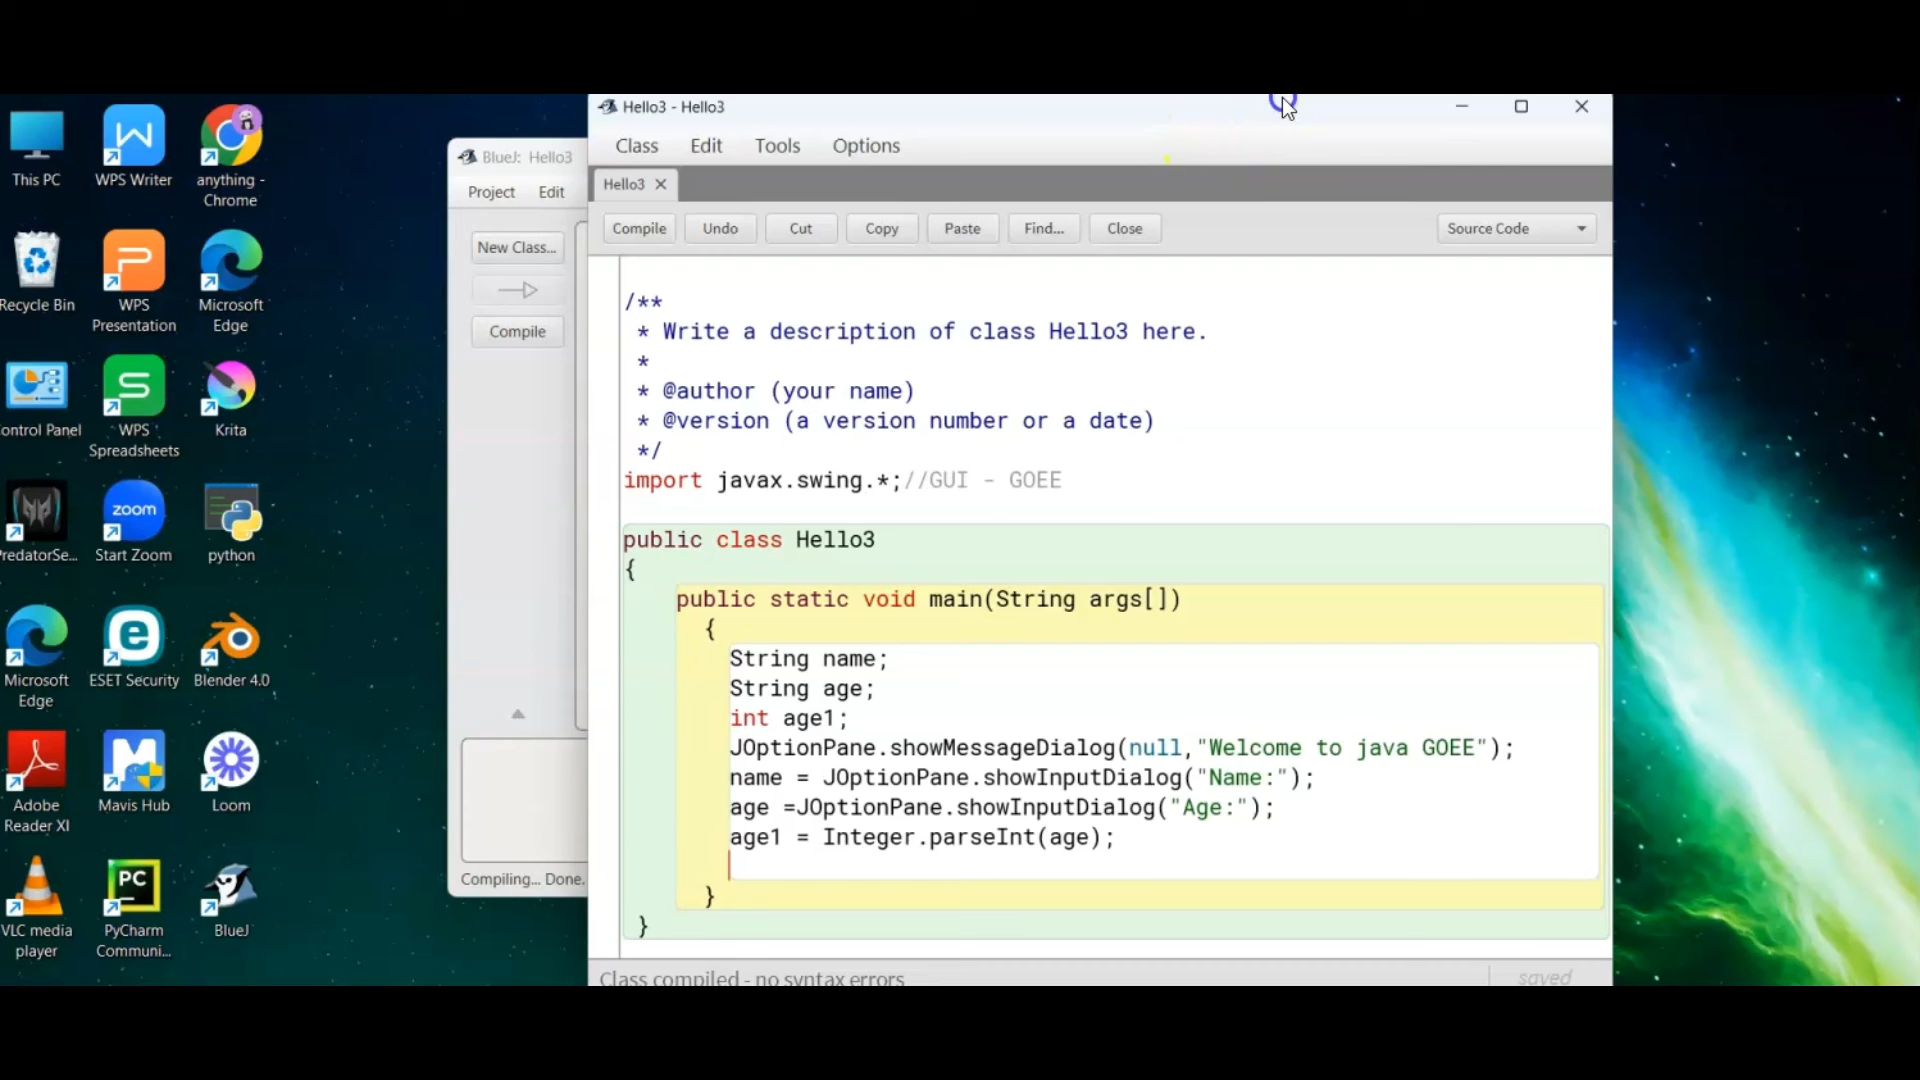 This PC
WPS Writer
anything -
Chrome
Recycle Bin
WPS
Presentation
Microsoft
Edge
ontrol Panel
WPS
Spreadsheets
Krita
redatorSe...
zoom
Start Zoom
python
Microsoft
Edge
ESET Security
Blender 4.0
Adobe
Reader XI
Mavis Hub
Loom
VLC media
player
PC
PyCharm
Communi...
BlueJ
BlueJ: Hello3
Project Edit
New Class...
Compile
Compiling... Done.
Hello3 - Hello3
Class Edit Tools Options
Hello3
Compile Undo Cut Copy Paste Find... Close Source Code
/**
* Write a description of class Hello3 here.
*
* @author (your name)
* @version (a version number or a date)
*/
import javax.swing.*;//GUI - GOEE
public class Hello3
{
public static void main(String args[])
{
String name;
String age;
int age1;
JOptionPane.showMessageDialog(null,"Welcome to java GOEE");
name = JOptionPane.showInputDialog("Name:");
age =JOptionPane.showInputDialog("Age:");
age1 = Integer.parseInt(age);
}
}
Class compiled - no syntax errors
saved